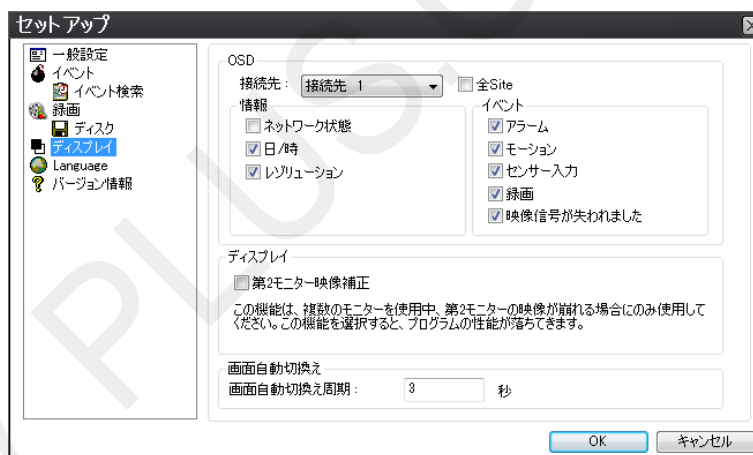 セットアップ
一般設定
イベント
イベント検索
録画
ディスク
ディスプレイ
Language
バージョン情報
OSD
接続先: 接続先 1 全Site
情報
ネットワーク状態
日/時
レゾリューション
イベント
アラーム
モーション
センサー入力
録画
映像信号が失われました
ディスプレイ
第2モニター映像補正
この機能は、複数のモニターを使用中、第2モニターの映像が崩れる場合にのみ使用して
ください。この機能を選択すると、プログラムの性能が落ちてきます。
画面自動切換え
画面自動切換え周期: 3 秒
OK キャンセル
PLUS.